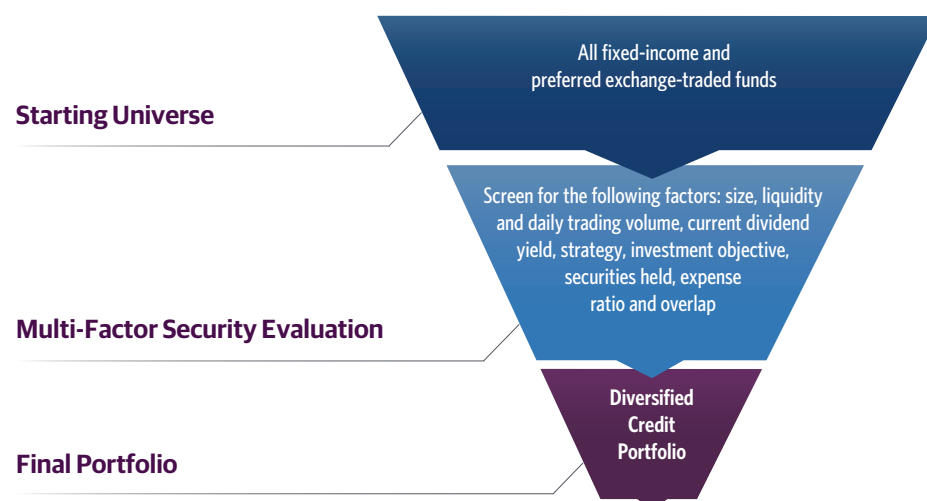 All fixed-income and
preferred exchange-traded funds
Starting Universe
Screen for the following factors: size, liquidity
and daily trading volume, current dividend
yield, strategy, investment objective,
securities held, expense
ratio and overlap
Multi-Factor Security Evaluation
Diversified
Credit
Portfolio
Final Portfolio